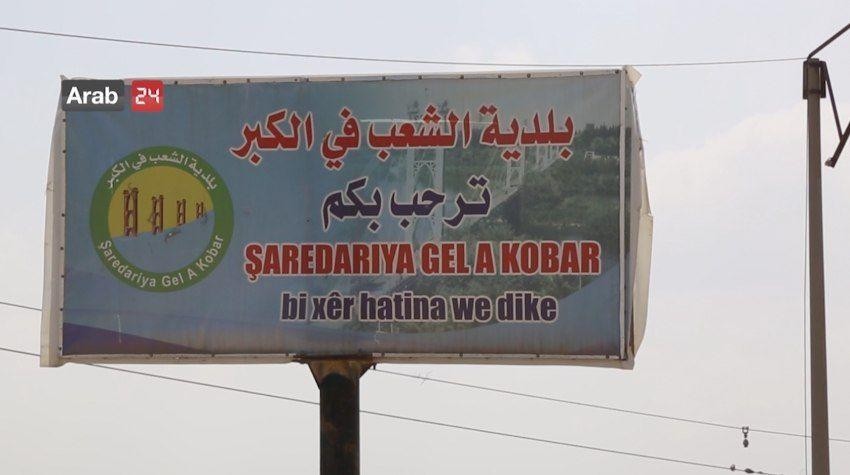 Arab 24
بلدية الشعب في الكبر
ترحب بكم
ŞAREDARIYA GEL A KOBAR
bi xêr hatina we dike
بلدية الشعب في الكبر
Şaredariya Gel A Kobar